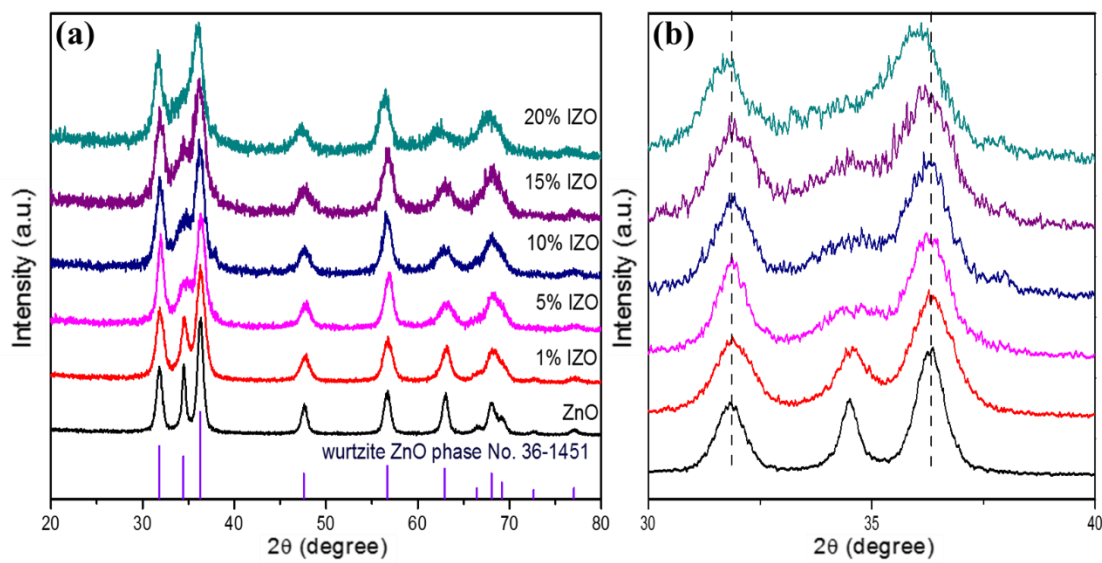 (a)
20% IZO
15% IZO
10% IZO
5% IZO
1% IZO
ZnO
wurtzite ZnO phase No. 36-1451
Intensity (a.u.)
20 30 40 50 60 70 80
2θ (degree)
(b)
Intensity (a.u.)
30 35 40
2θ (degree)